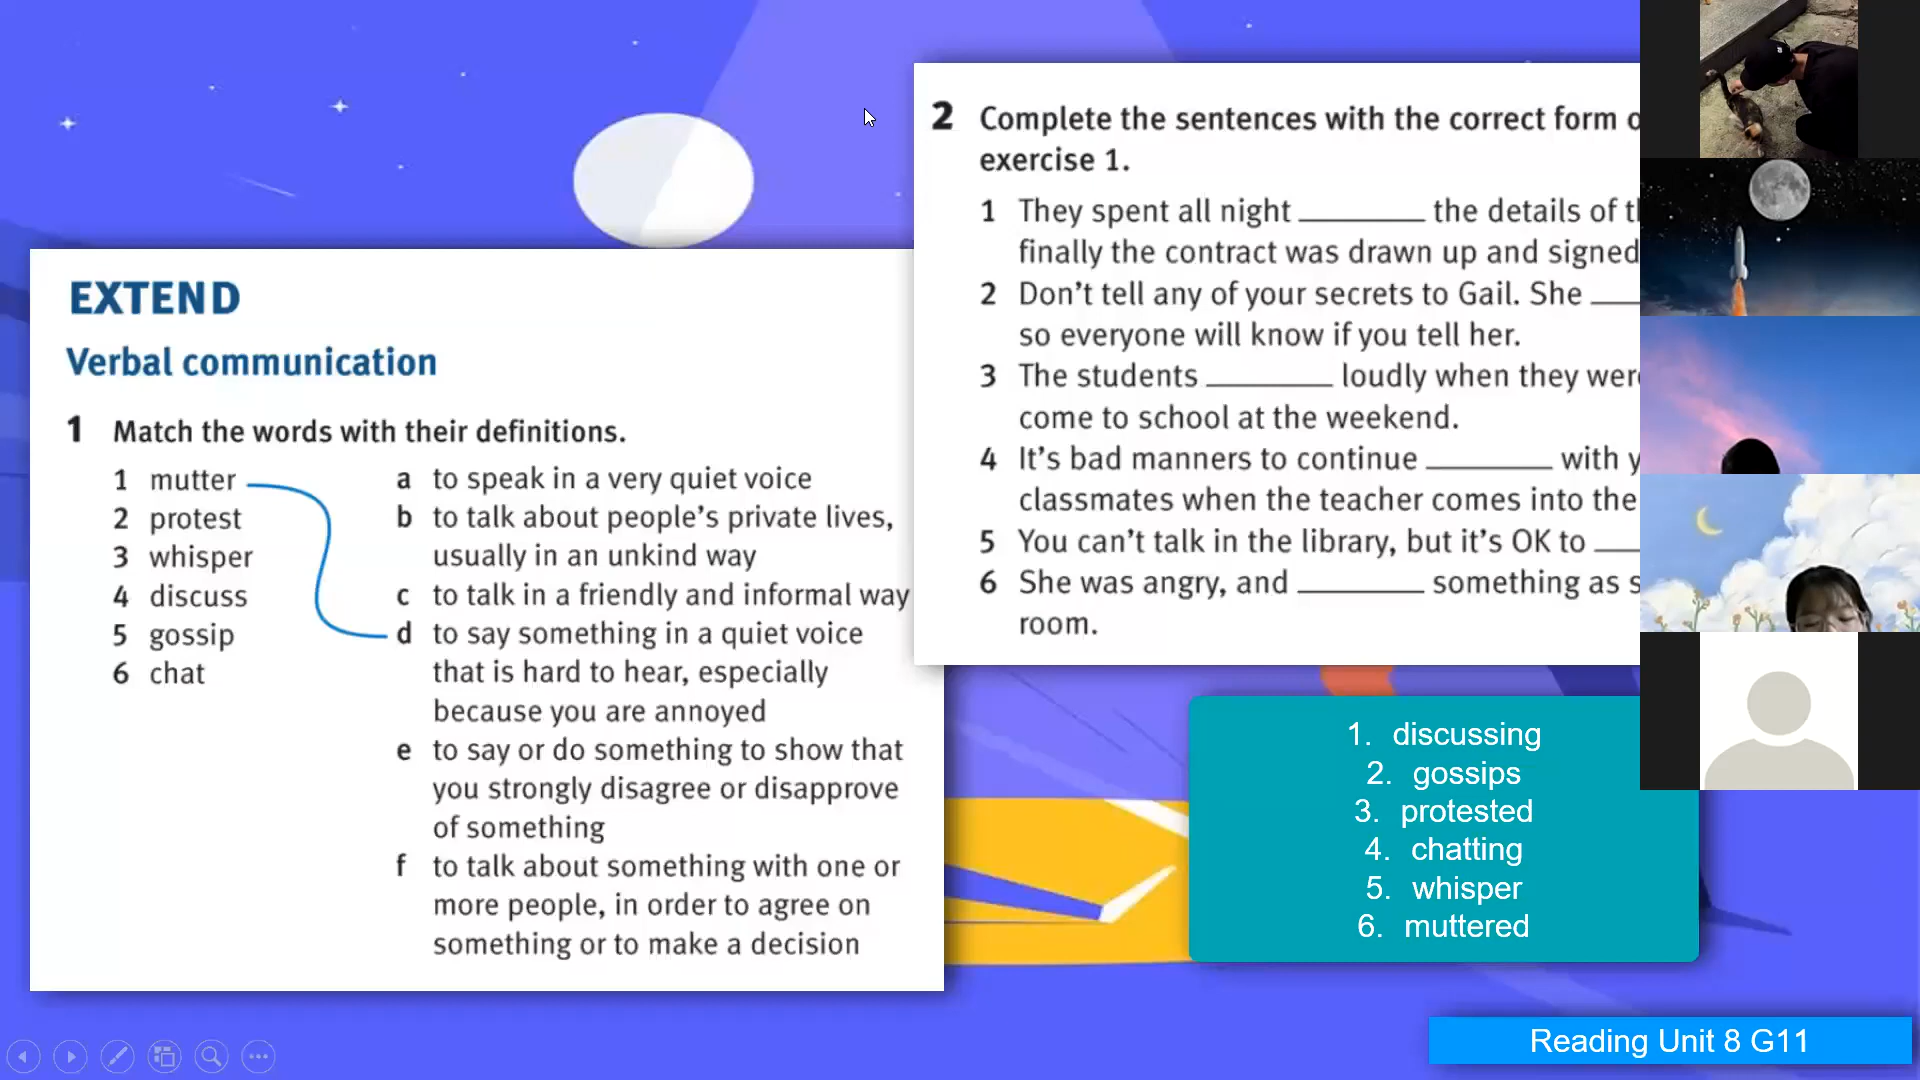 EXTEND
Verbal communication
1 Match the words with their definitions.
1 mutter
2 protest
3 whisper
4 discuss
5 gossip
6 chat
a to speak in a very quiet voice
b to talk about people's private lives,
usually in an unkind way
c to talk in a friendly and informal way
d to say something in a quiet voice
that is hard to hear, especially
because you are annoyed
e to say or do something to show that
you strongly disagree or disapprove
of something
f to talk about something with one or
more people, in order to agree on
something or to make a decision
2 Complete the sentences with the correct form
exercise 1.
1 They spent all night ________ the details of
finally the contract was drawn up and signed
2 Don't tell any of your secrets to Gail. She ___
so everyone will know if you tell her.
3 The students ________ loudly when they
come to school at the weekend.
4 It's bad manners to continue ________ with
classmates when the teacher comes into the
5 You can't talk in the library, but it's OK to ___
6 She was angry, and ________ something as
room.
1. discussing
2. gossips
3. protested
4. chatting
5. whisper
6. muttered
Reading Unit 8 G11